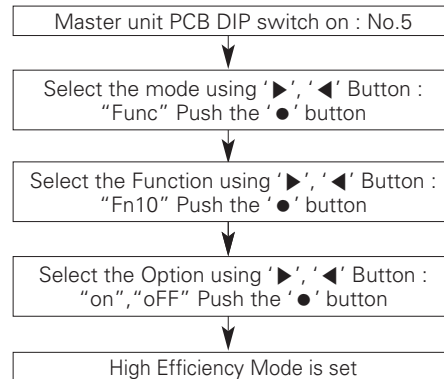 Master unit PCB DIP switch on : No.5
Select the mode using ‘▶’, ‘◀’ Button :
“Func” Push the ‘●’ button
Select the Function using ‘▶’, ‘◀’ Button :
“Fn10” Push the ‘●’ button
Select the Option using ‘▶’, ‘◀’ Button :
“on”,“oFF” Push the ‘●’ button
High Efficiency Mode is set